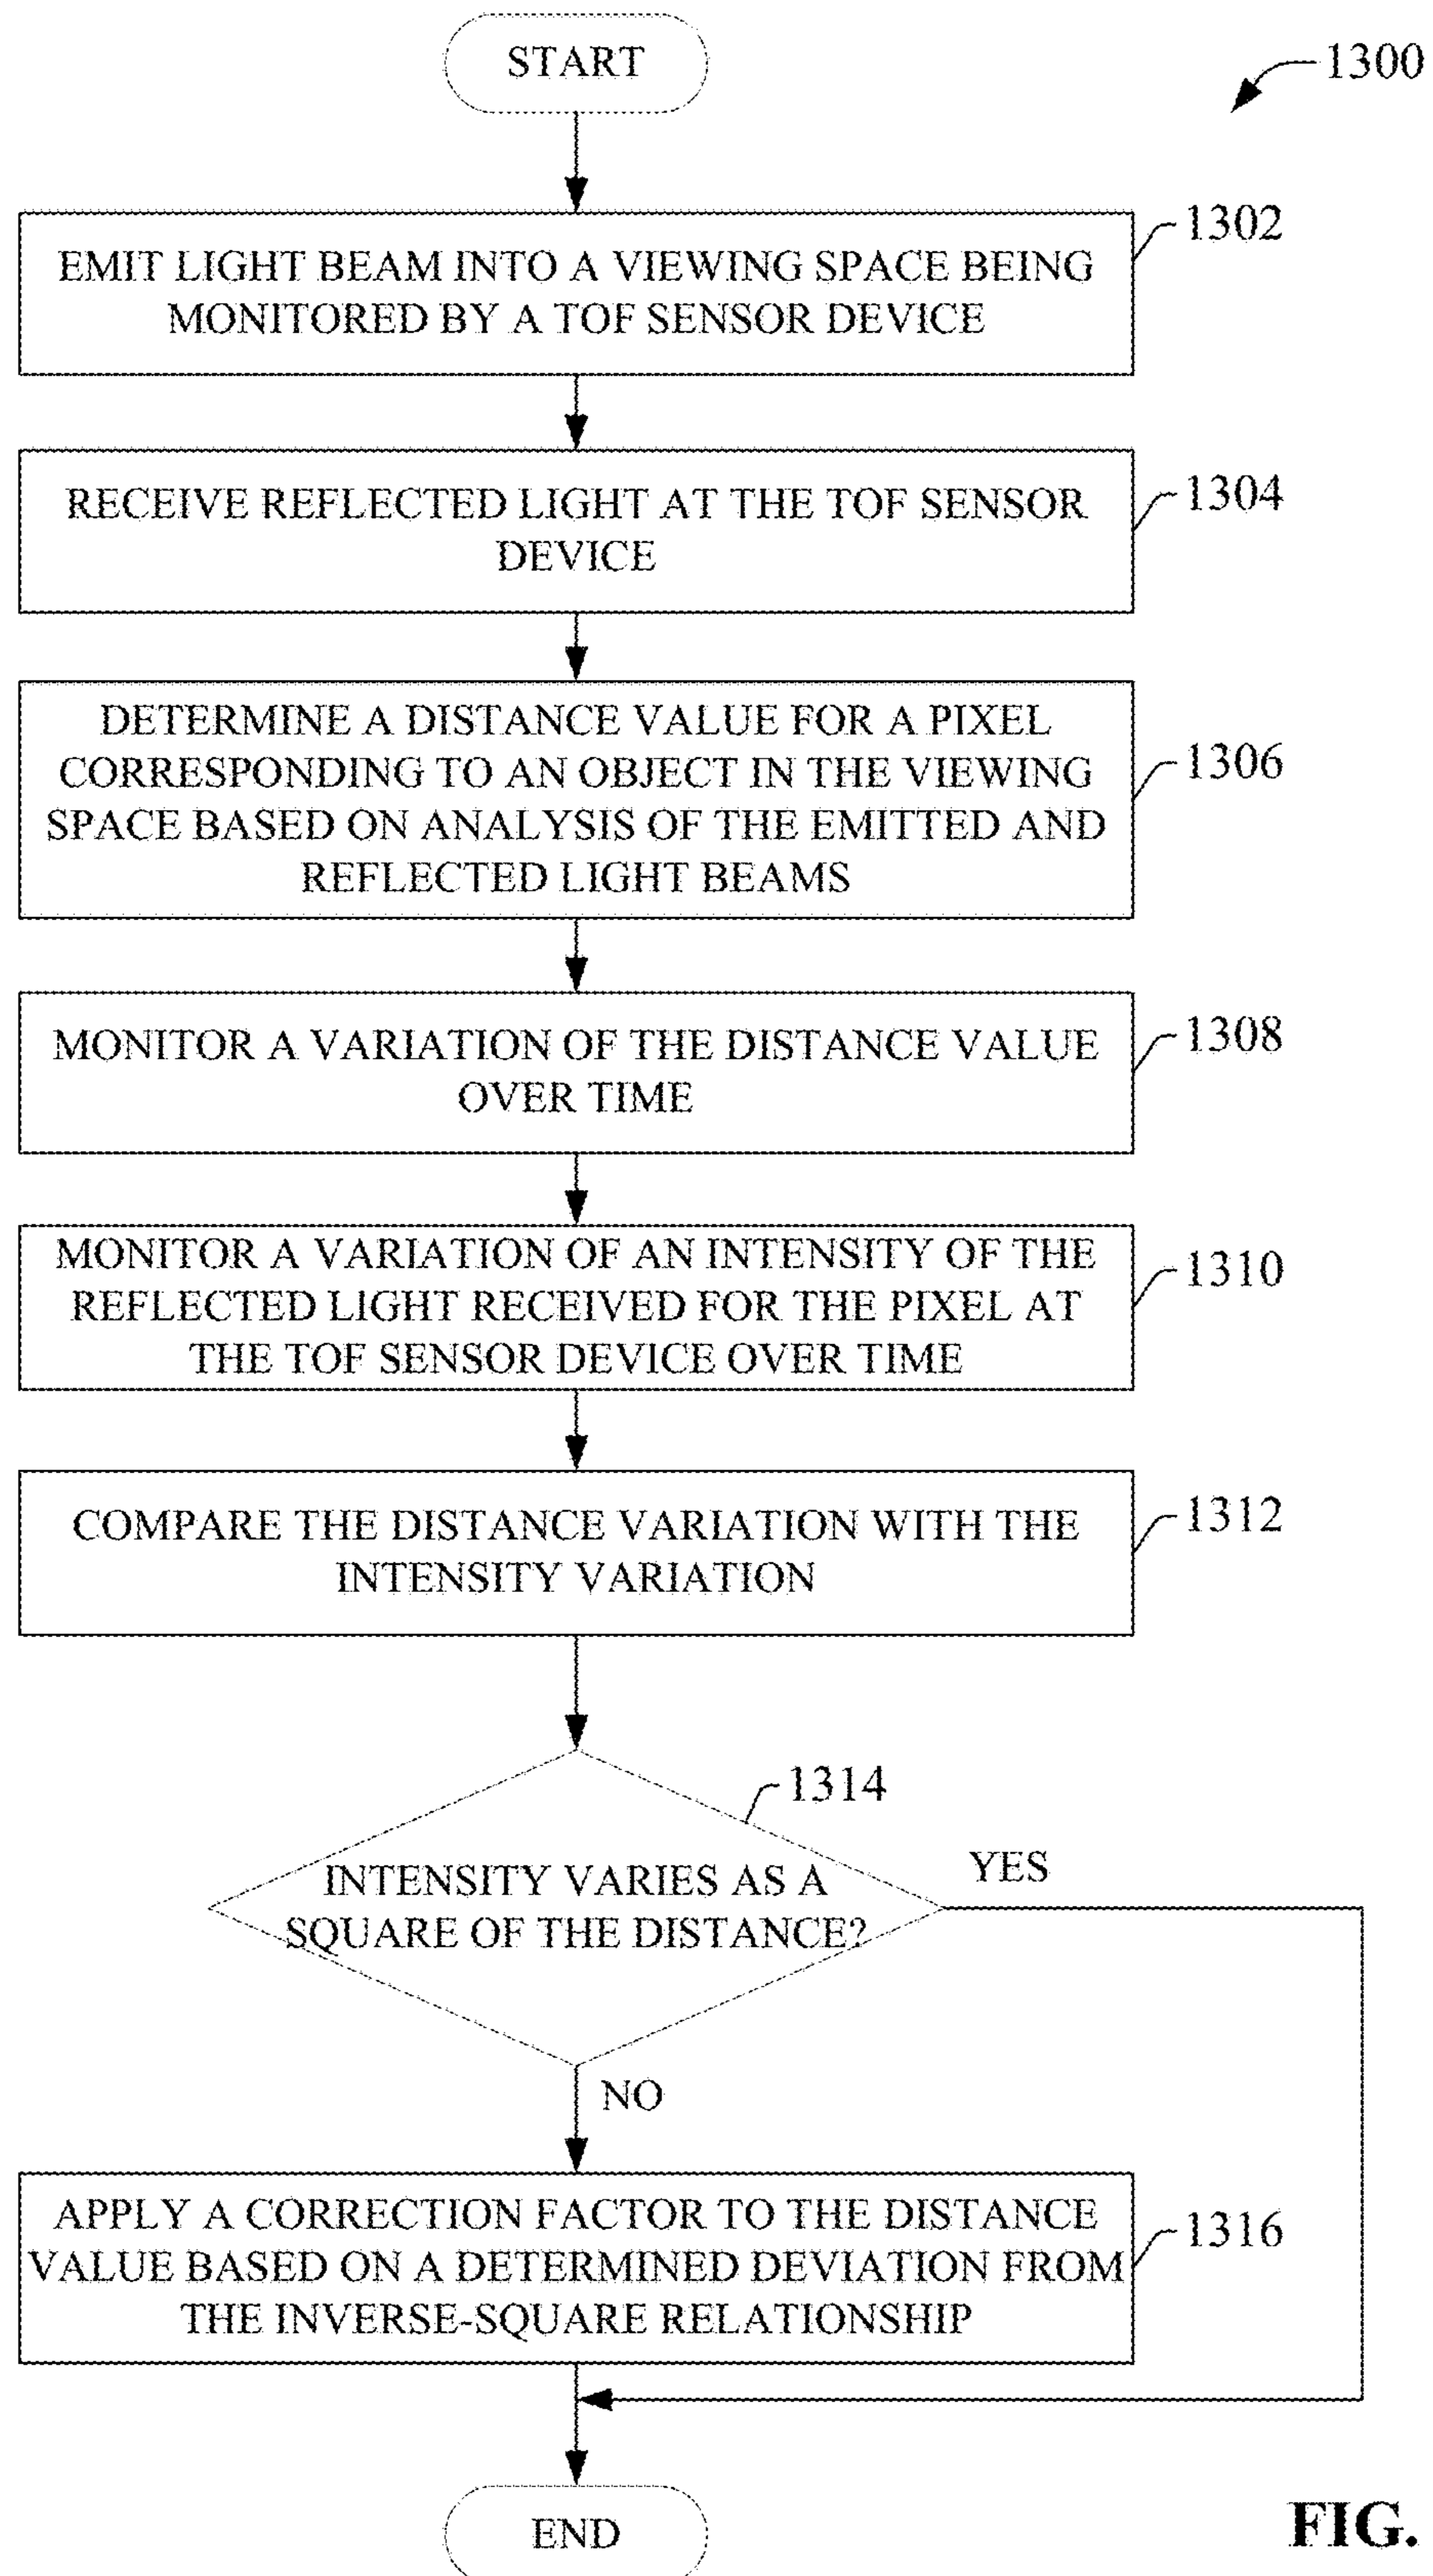 START
1300
1302
EMIT LIGHT BEAM INTO A VIEWING SPACE BEING
MONITORED BY A TOF SENSOR DEVICE
1304
RECEIVE REFLECTED LIGHT AT THE TOF SENSOR
DEVICE
1306
DETERMINE A DISTANCE VALUE FOR A PIXEL
CORRESPONDING TO AN OBJECT IN THE VIEWING
SPACE BASED ON ANALYSIS OF THE EMITTED AND
REFLECTED LIGHT BEAMS
1308
MONITOR A VARIATION OF THE DISTANCE VALUE
OVER TIME
1310
MONITOR A VARIATION OF AN INTENSITY OF THE
REFLECTED LIGHT RECEIVED FOR THE PIXEL AT
THE TOF SENSOR DEVICE OVER TIME
1312
COMPARE THE DISTANCE VARIATION WITH THE
INTENSITY VARIATION
1314
INTENSITY VARIES AS A
SQUARE OF THE DISTANCE?
YES
NO
1316
APPLY A CORRECTION FACTOR TO THE DISTANCE
VALUE BASED ON A DETERMINED DEVIATION FROM
THE INVERSE-SQUARE RELATIONSHIP
END
FIG.